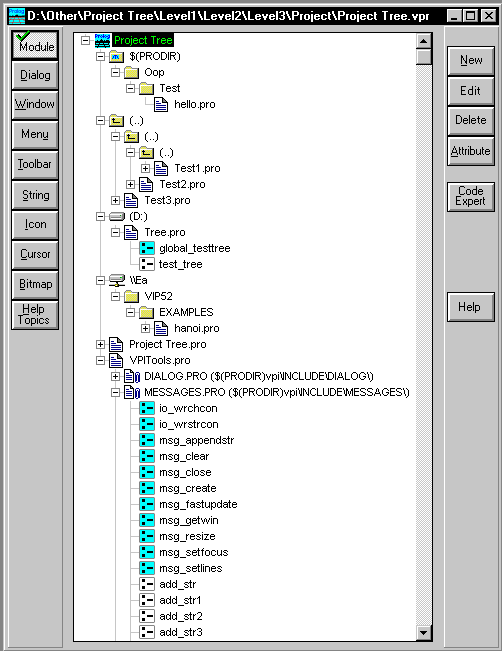 D:\Other\Project Tree\Level1\Level2\Level3\Project\Project Tree.vpr
Module
Dialog
Window
Menu
Toolbar
String
Icon
Cursor
Bitmap
Help
Topics
Project Tree
$(PRODIR)
Oop
Test
hello.pro
(..)
(..)
(..)
Test1.pro
Test2.pro
Test3.pro
(D:)
Tree.pro
global_testtree
test_tree
\\Ea
VIP52
EXAMPLES
hanoi.pro
Project Tree.pro
VPITools.pro
DIALOG.PRO ($(PRODIR)vpi\INCLUDE\DIALOG\)
MESSAGES.PRO ($(PRODIR)vpi\INCLUDE\MESSAGES\)
io_wrchcon
io_wrstrcon
msg_appendstr
msg_clear
msg_close
msg_create
msg_fastupdate
msg_getwin
msg_resize
msg_setfocus
msg_setlines
add_str
add_str1
add_str2
add_str3
New
Edit
Delete
Attribute
Code
Expert
Help